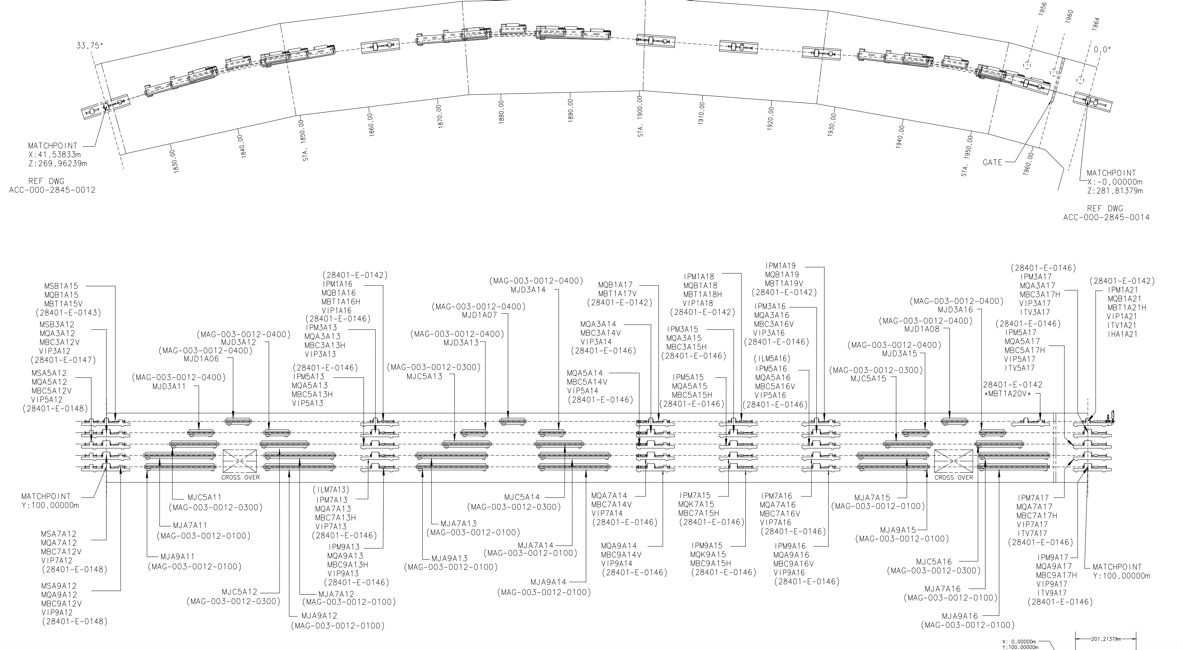 33.75°
1956
1960
1964
0.0°
1830.00
1840.00
STA. 1850.00
1860.00
1870.00
1880.00
1890.00
STA. 1900.00
1910.00
1920.00
1930.00
1940.00
STA. 1950.00
1960.00
GATE
MATCHPOINT
X:41.53833m
Z:269.96239m
REF DWG
ACC-000-2845-0012
MATCHPOINT
X:-0.00000m
Z:281.81379m
REF DWG
ACC-000-2845-0014
MSB1A15
MQB1A15
MBT1A15V
(28401-E-0143)
MSB3A12
MQA3A12
MBC3A12V
VIP3A12
(28401-E-0147)
MSA5A12
MQA5A12
MBC5A12V
VIP5A12
(28401-E-0148)
(MAG-003-0012-0400)
MJD3A12
(MAG-003-0012-0400)
MJD1A06
(MAG-003-0012-0400)
MJD3A11
(28401-E-0142)
IPM1A16
MQB1A16
MBT1A16H
VIP1A16
(28401-E-0146)
IPM3A13
MQA3A13
MBC3A13H
VIP3A13
(28401-E-0146)
IPM5A13
MQA5A13
MBC5A13H
VIP5A13
(MAG-003-0012-0400)
MJD3A14
(MAG-003-0012-0400)
MJD1A07
(MAG-003-0012-0400)
MJD3A13
(MAG-003-0012-0300)
MJC5A13
MQB1A17
MBT1A17V
(28401-E-0142)
MQA3A14
MBC3A14V
VIP3A14
(28401-E-0146)
MQA5A14
MBC5A14V
VIP5A14
(28401-E-0146)
IPM1A18
MQB1A18
MBT1A18H
VIP1A18
(28401-E-0142)
IPM3A15
MQA3A15
MBC3A15H
(28401-E-0146)
IPM5A15
MQA5A15
MBC5A15H
(28401-E-0146)
IPM1A19
MQB1A19
MBT1A19V
(28401-E-0142)
IPM3A16
MQA3A16
MBC3A16V
VIP3A16
(28401-E-0146)
(ILM5A16)
IPM5A16
MQA5A16
MBC5A16V
VIP5A16
(28401-E-0146)
(MAG-003-0012-0400)
MJD3A16
(MAG-003-0012-0400)
MJD1A08
(MAG-003-0012-0400)
MJD3A15
(MAG-003-0012-0300)
MJC5A15
(28401-E-0146)
IPM3A17
MQA3A17
MBC3A17H
VIP3A17
ITV3A17
(28401-E-0146)
IPM5A17
MQA5A17
MBC5A17H
VIP5A17
ITV5A17
28401-E-0142
*MBT1A20V*
(28401-E-0142)
IPM1A21
MQB1A21
MBT1A21H
VIP1A21
ITV1A21
IHA1A21
CROSS OVER
CROSS OVER
MATCHPOINT
Y:100.00000m
MSA7A12
MQA7A12
MBC7A12V
VIP7A12
(28401-E-0148)
MSA9A12
MQA9A12
MBC9A12V
VIP9A12
(28401-E-0148)
MJC5A11
(MAG-003-0012-0300)
MJA7A11
(MAG-003-0012-0100)
MJA9A11
(MAG-003-0012-0100)
MJC5A12
(MAG-003-0012-0300)
MJA7A12
(MAG-003-0012-0100)
MJA9A12
(MAG-003-0012-0100)
(ILM7A13)
IPM7A13
MQA7A13
MBC7A13H
VIP7A13
(28401-E-0146)
IPM9A13
MQA9A13
MBC9A13H
VIP9A13
(28401-E-0146)
MJA7A13
(MAG-003-0012-0100)
MJA9A13
(MAG-003-0012-0100)
MJC5A14
(MAG-003-0012-0300)
MJA7A14
(MAG-003-0012-0100)
MJA9A14
(MAG-003-0012-0100)
MQA7A14
MBC7A14V
VIP7A14
(28401-E-0146)
MQA9A14
MBC9A14V
VIP9A14
(28401-E-0146)
IPM7A15
MQK7A15
MBC7A15H
(28401-E-0146)
IPM9A15
MQK9A15
MBC9A15H
(28401-E-0146)
IPM7A16
MQA7A16
MBC7A16V
VIP7A16
(28401-E-0146)
IPM9A16
MQA9A16
MBC9A16V
VIP9A16
(28401-E-0146)
MJA7A15
(MAG-003-0012-0100)
MJA9A15
(MAG-003-0012-0100)
MJC5A16
(MAG-003-0012-0300)
MJA7A16
(MAG-003-0012-0100)
MJA9A16
(MAG-003-0012-0100)
IPM7A17
MQA7A17
MBC7A17H
VIP7A17
ITV7A17
(28401-E-0146)
IPM9A17
MQA9A17
MBC9A17H
VIP9A17
ITV9A17
(28401-E-0146)
MATCHPOINT
Y:100.00000m
X: 0.00000m
Y:100.00000m
201.21379m